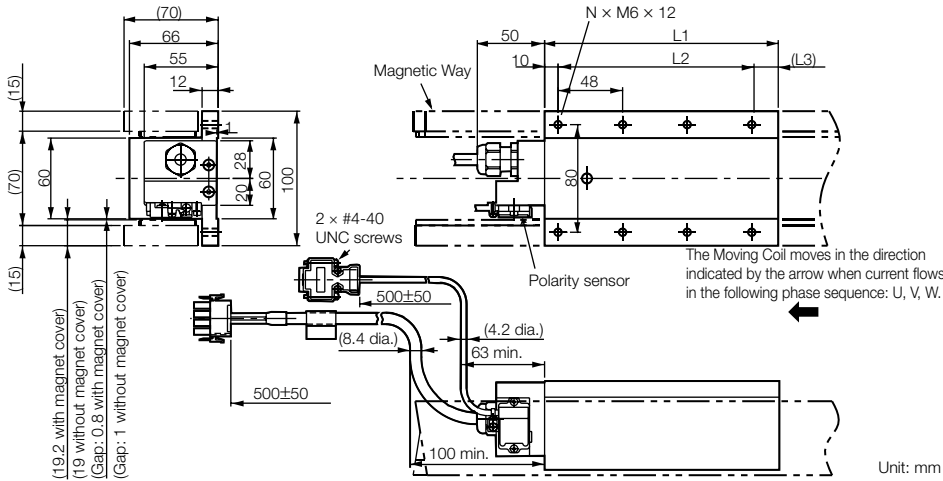 (70)
66
55
12
1
(15)
(70)
(15)
60
28
20
60
100
(19.2 with magnet cover)
(19 without magnet cover)
(Gap: 0.8 with magnet cover)
(Gap: 1 without magnet cover)
N × M6 × 12
50
L1
10
L2
(L3)
48
Magnetic Way
80
2 × #4-40
UNC screws
Polarity sensor
The Moving Coil moves in the direction
indicated by the arrow when current flows
in the following phase sequence: U, V, W.
500±50
(4.2 dia.)
(8.4 dia.)
63 min.
500±50
100 min.
Unit: mm